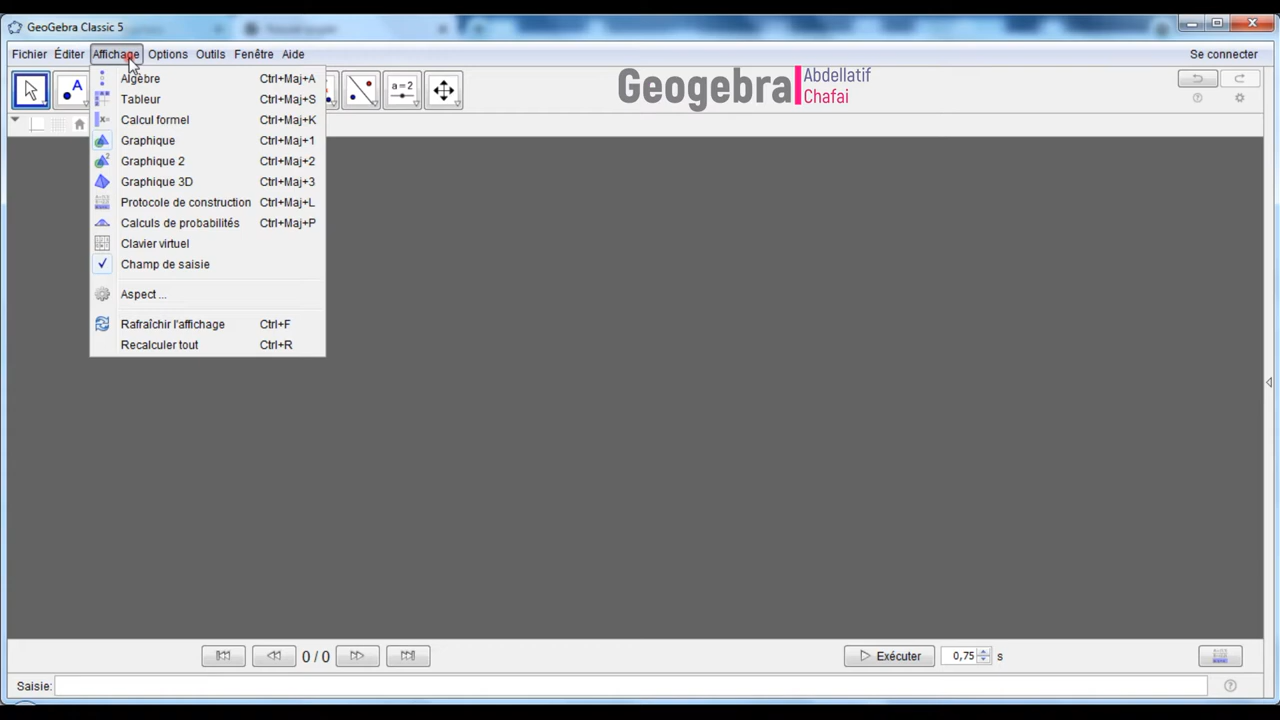 GeoGebra Classic 5
Fichier Éditer Affichage Options Outils Fenêtre Aide Se connecter
A
a=2
Geogebra Abdellatif
Chafai
Algèbre Ctrl+Maj+A
Tableur Ctrl+Maj+S
Calcul formel Ctrl+Maj+K
Graphique Ctrl+Maj+1
Graphique 2 Ctrl+Maj+2
Graphique 3D Ctrl+Maj+3
Protocole de construction Ctrl+Maj+L
Calculs de probabilités Ctrl+Maj+P
Clavier virtuel
Champ de saisie
Aspect ...
Rafraîchir l'affichage Ctrl+F
Recalculer tout Ctrl+R
0 / 0 Exécuter 0,75 s
Saisie: